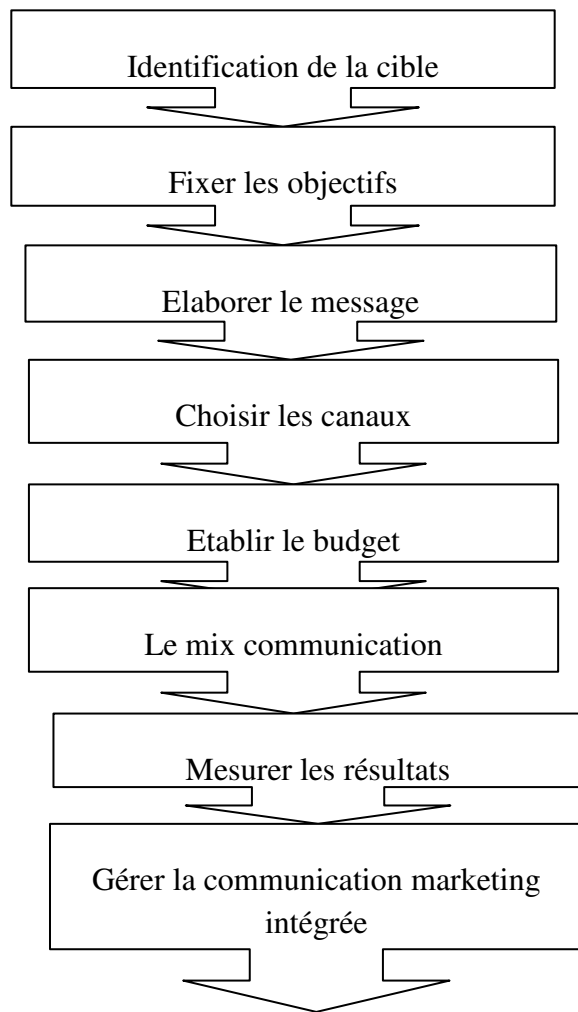 Identification de la cible
Fixer les objectifs
Elaborer le message
Choisir les canaux
Etablir le budget
Le mix communication
Mesurer les résultats
Gérer la communication marketing
intégrée